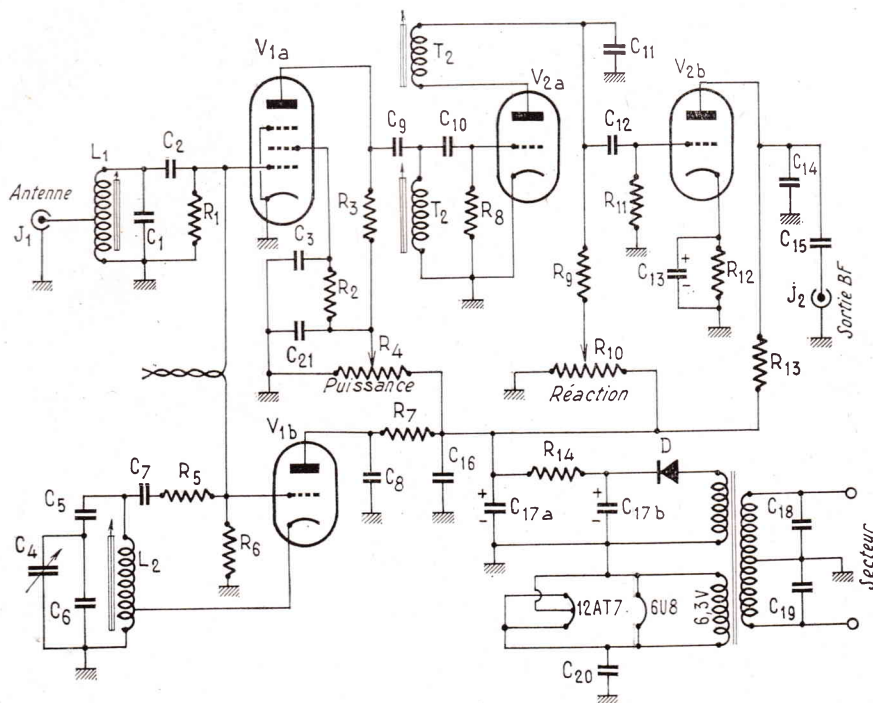 V1a
T2
C11
V2a
V2b
L1
C2
C9
C10
C12
Antenne
J1
C1
R1
R3
T2
R8
R11
C14
C3
R2
R9
C13
+
-
R12
C15
j2
Sortie BF
C21
R4
Puissance
R10
Réaction
R13
V1b
R7
C7
R5
C8
C16
R14
D
C5
+
-
C17a
+
-
C17b
C18
C4
L2
R6
C6
12AT7
6U8
6,3V
C19
Secteur
C20